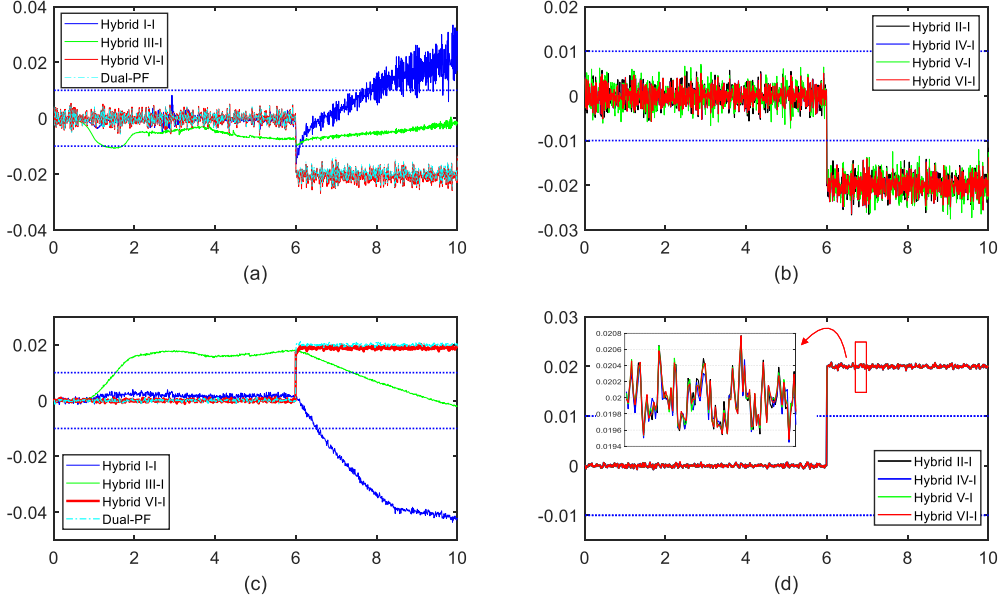 0.04
0.02
0
-0.02
-0.04
Hybrid I-I
Hybrid III-I
Hybrid VI-I
Dual-PF
0 2 4 6 8 10
(a)
0.02
0.01
0
-0.01
-0.02
-0.03
Hybrid II-I
Hybrid IV-I
Hybrid V-I
Hybrid VI-I
0 2 4 6 8 10
(b)
0.02
0
-0.02
-0.04
Hybrid I-I
Hybrid III-I
Hybrid VI-I
Dual-PF
0 2 4 6 8 10
(c)
0.03
0.02
0.01
0
-0.01
0.0208
0.0206
0.0204
0.0202
0.02
0.0198
0.0196
0.0194
Hybrid II-I
Hybrid IV-I
Hybrid V-I
Hybrid VI-I
0 2 4 6 8 10
(d)